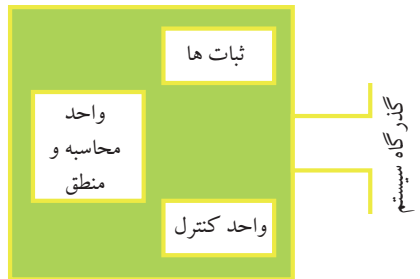 ثبات ها
واحد
محاسبه و
منطق
واحد کنترل
گذرگاه سیستم